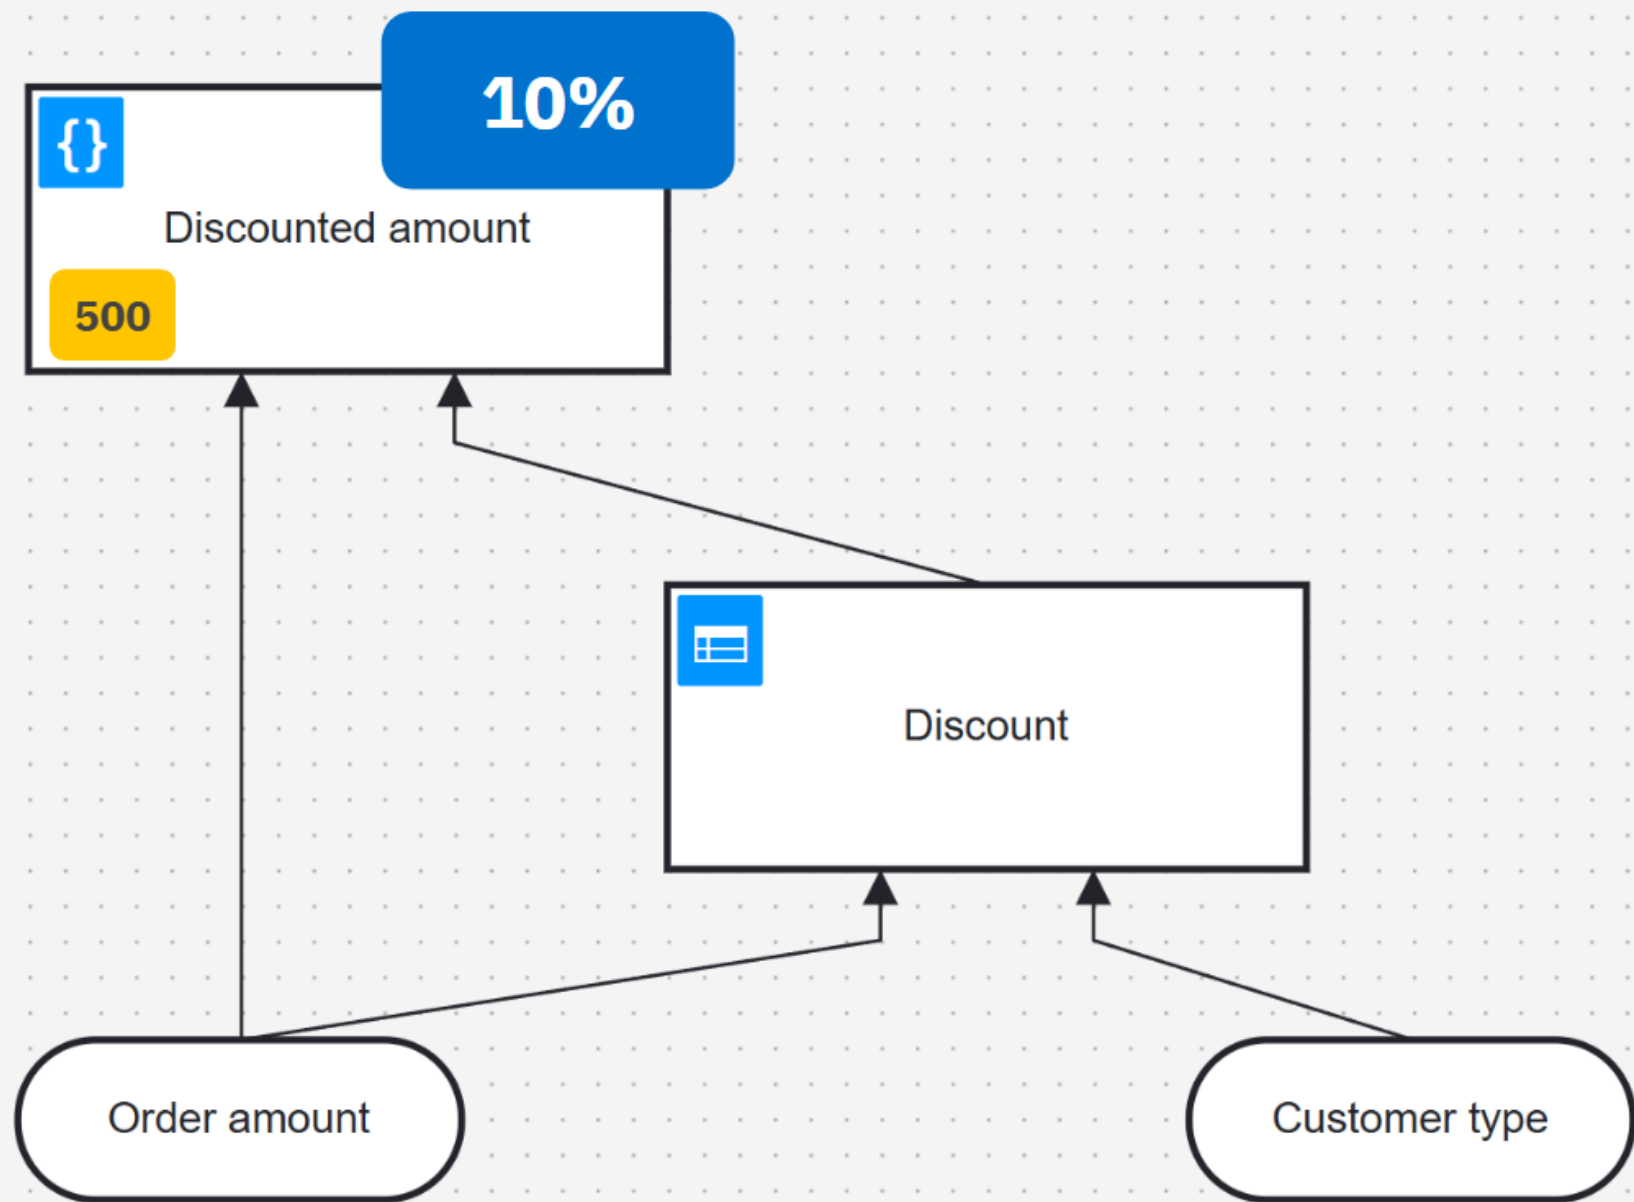 10%
{}
Discounted amount
500
Discount
Order amount
Customer type